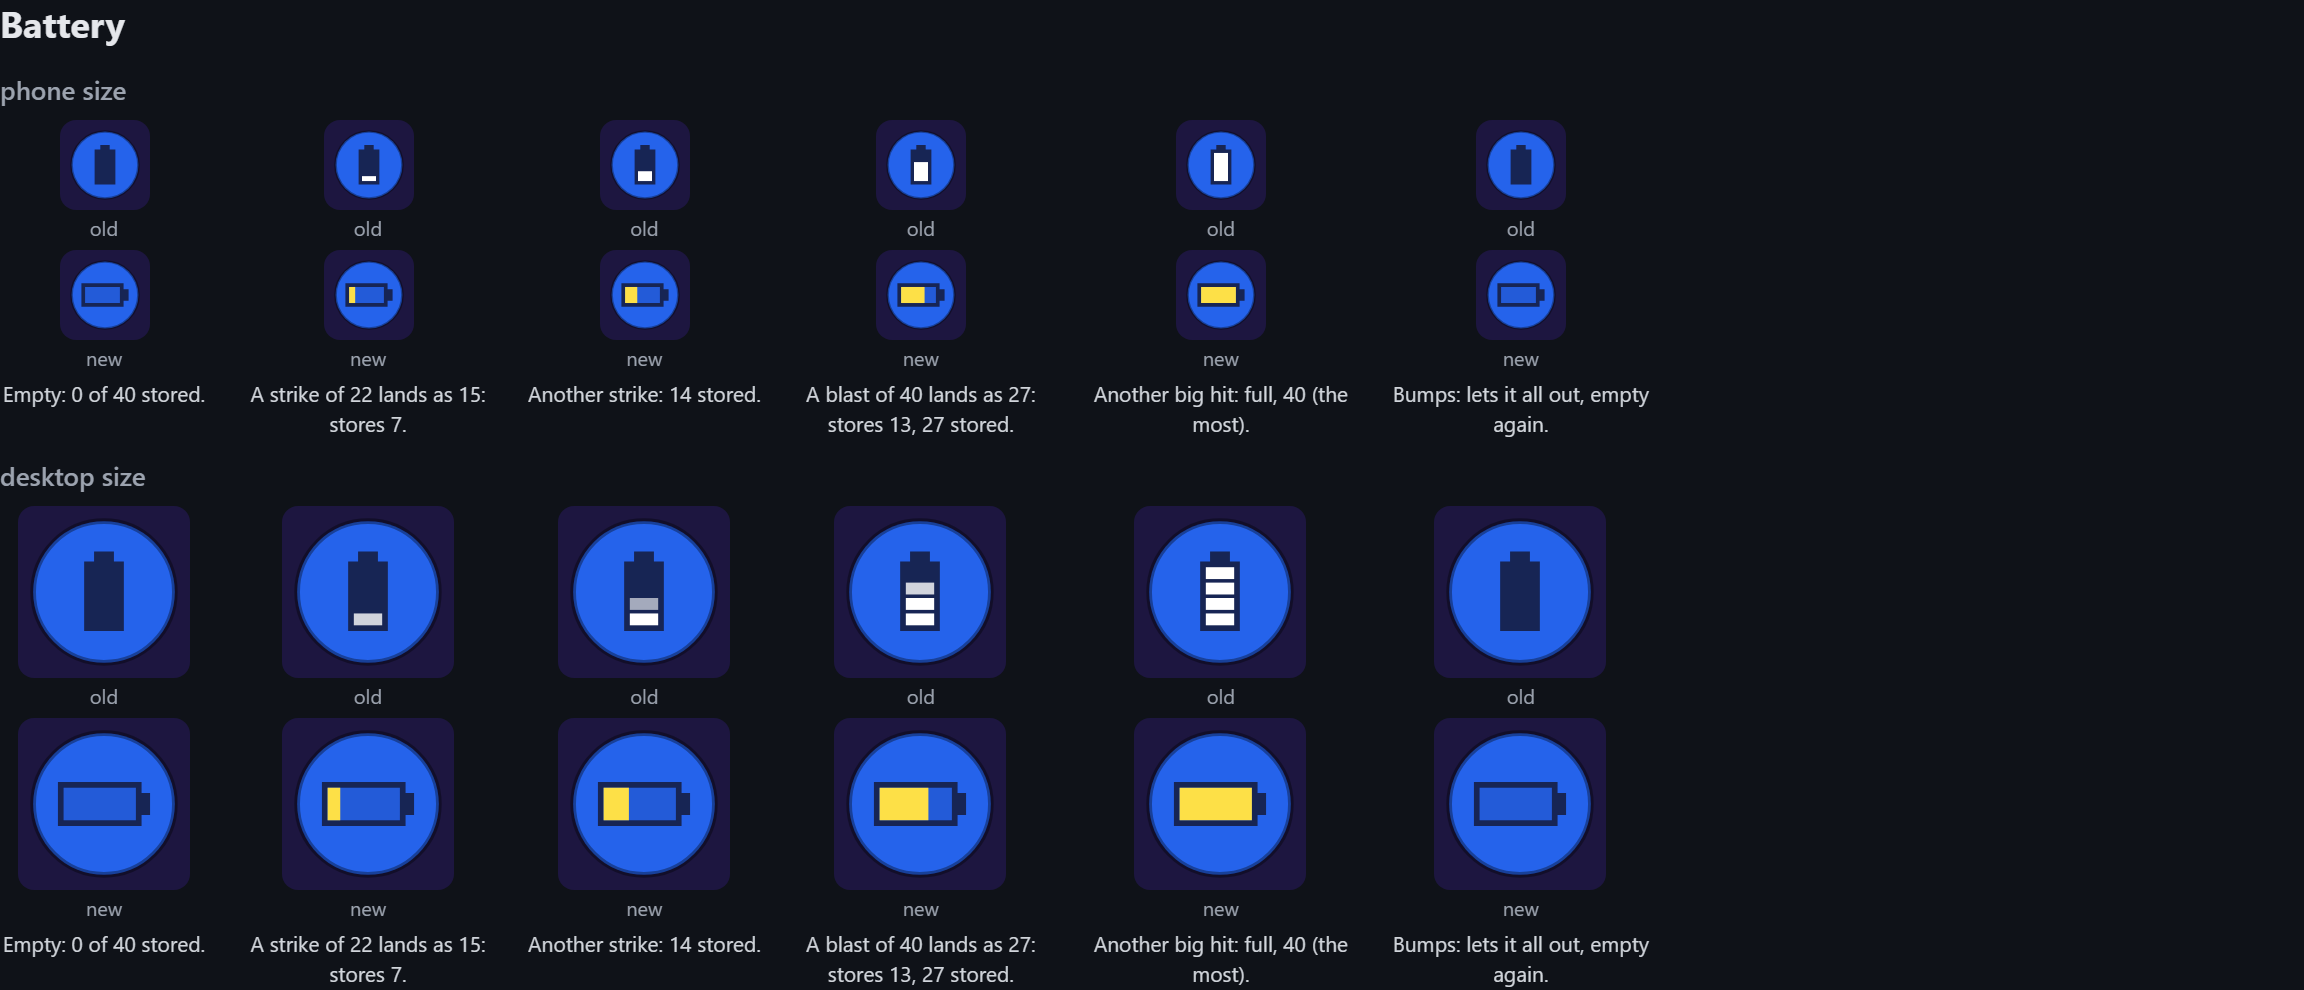 Battery
phone size
old old old old old old
new new new new new new
Empty: 0 of 40 stored.
A strike of 22 lands as 15:
stores 7.
Another strike: 14 stored.
A blast of 40 lands as 27:
stores 13, 27 stored.
Another big hit: full, 40 (the
most).
Bumps: lets it all out, empty
again.
desktop size
old old old old old old
new new new new new new
Empty: 0 of 40 stored.
A strike of 22 lands as 15:
stores 7.
Another strike: 14 stored.
A blast of 40 lands as 27:
stores 13, 27 stored.
Another big hit: full, 40 (the
most).
Bumps: lets it all out, empty
again.